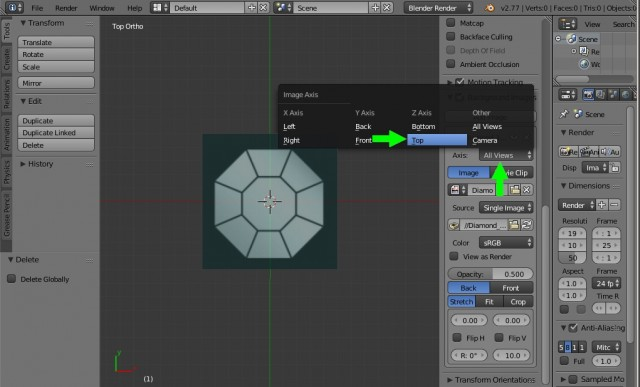 File Render Window Help Default Scene Blender Render v2.77 | Verts:0 | Faces:0 | Tris:0 | Objects:0
Tools
Create
Relations
Animation
Physics
Grease Pencil
Transform
Translate
Rotate
Scale
Mirror
Edit
Duplicate
Duplicate Linked
Delete
History
Delete
Delete Globally
Top Ortho
(1)
y
x
Image Axis
X Axis Y Axis Z Axis Other
Left Back Bottom All Views
Right Front Top Camera
Matcap
Backface Culling
Depth Of Field
Ambient Occlusion
Motion Tracking
Axis: All Views
Image Movie Clip
Diamo
Source Single Image
//Diamond_
Color: sRGB
View as Render
Opacity: 0.500
Back Front
Stretch Fit Crop
0.00 0.00
Flip H Flip V
R: 0° 10.0
Transform Orientations
View
Scene
Re
Scene
Render
Re An Au
Disp Ima
Dimensions
Render
Resoluti Frame
19 : 1
10 : 25
50 : 1
Aspect Frame
1.0 24 fp
1.0 Time R
Anti-Aliasing
5 8 1 1 Mitc
Full 1.0
Sampled Mo